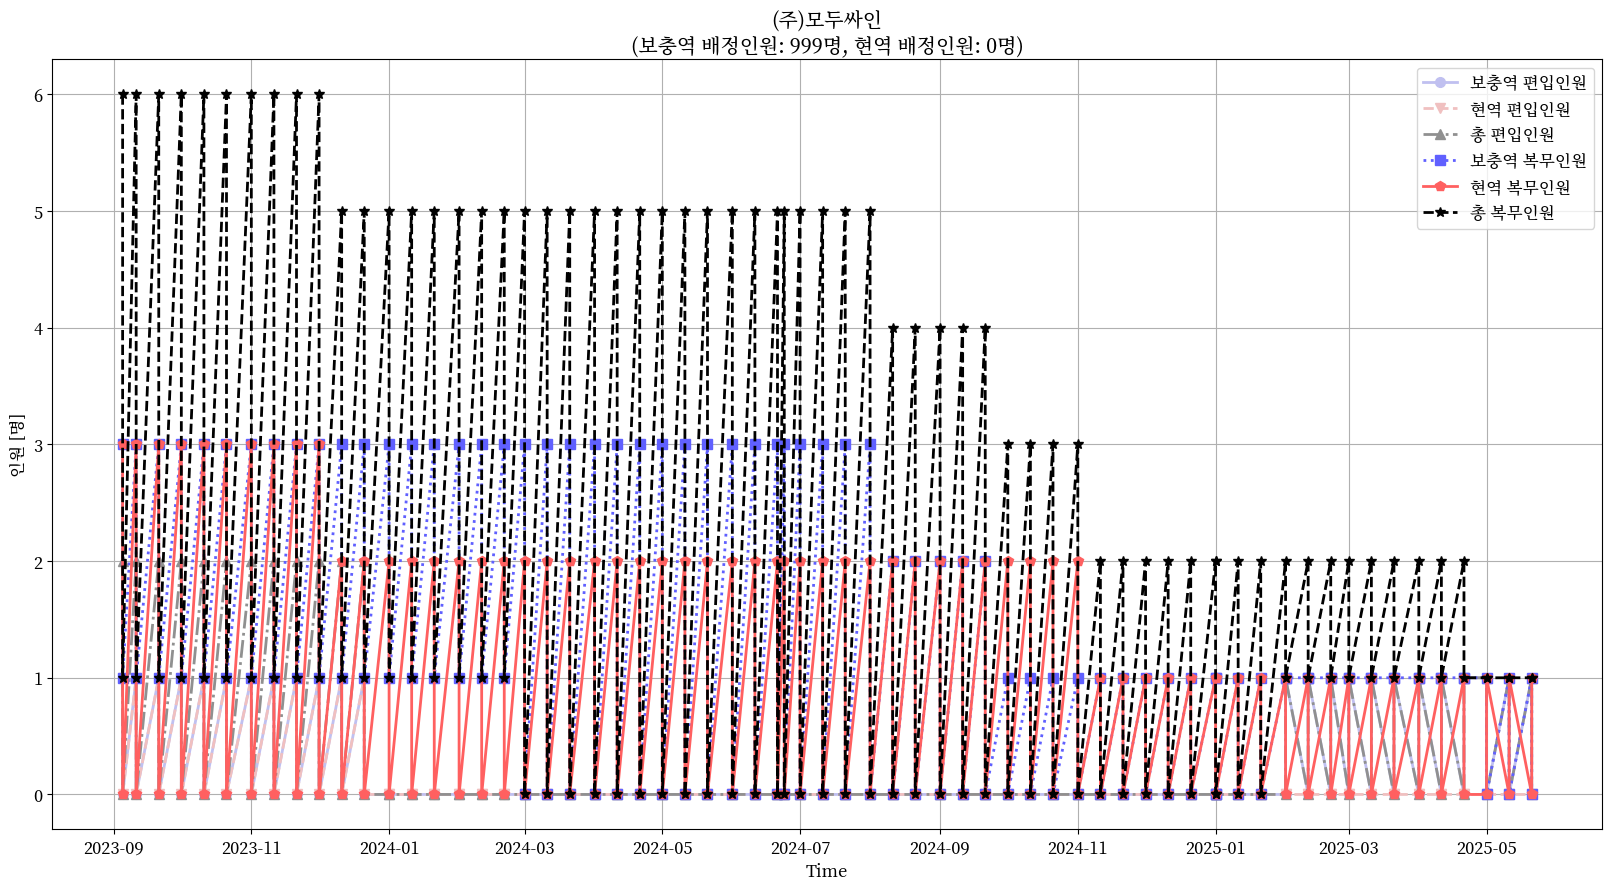 (주)모두싸인
(보충역 배정인원: 999명, 현역 배정인원: 0명)
보충역 편입인원
현역 편입인원
총 편입인원
보충역 복무인원
현역 복무인원
총 복무인원
인원 [명]
6
5
4
3
2
1
0
2023-09
2023-11
2024-01
2024-03
2024-05
2024-07
2024-09
2024-11
2025-01
2025-03
2025-05
Time